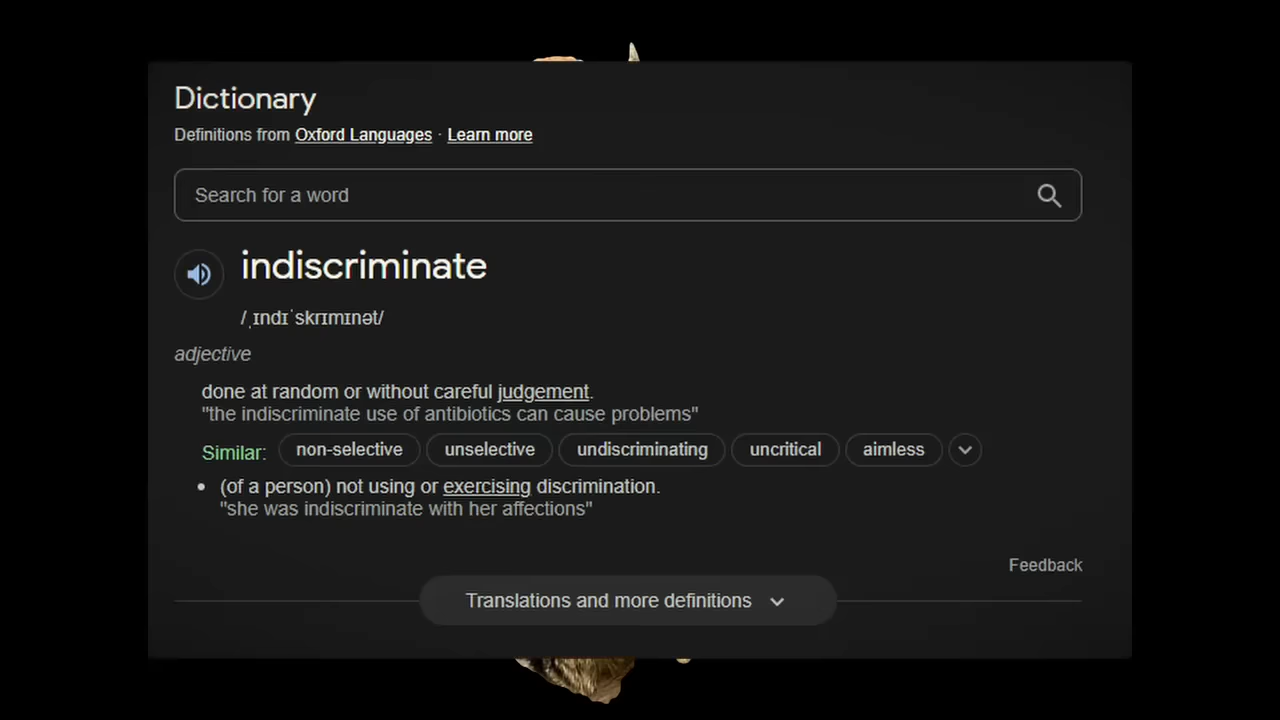 Dictionary
Definitions from Oxford Languages · Learn more
Search for a word
indiscriminate
/ˌɪndɪˈskrɪmɪnət/
adjective
done at random or without careful judgement.
"the indiscriminate use of antibiotics can cause problems"
Similar: non-selective unselective undiscriminating uncritical aimless
• (of a person) not using or exercising discrimination.
"she was indiscriminate with her affections"
Feedback
Translations and more definitions